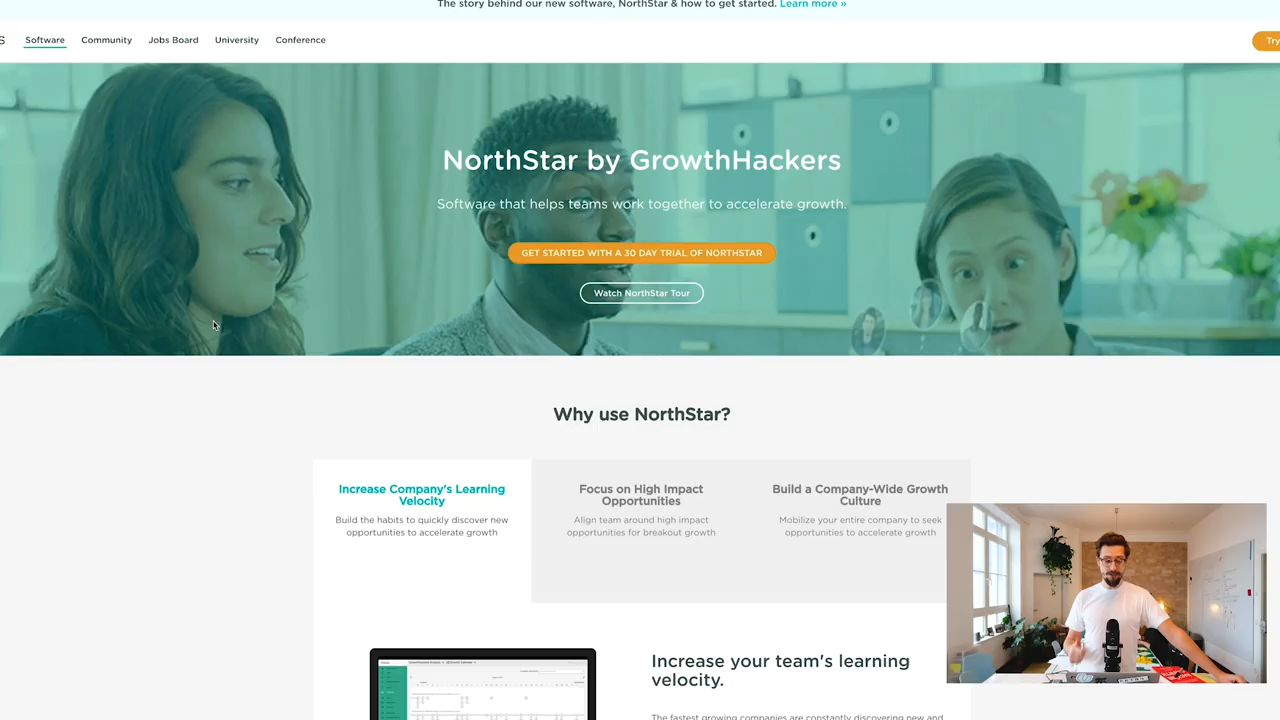 The story behind our new software, NorthStar & how to get started. Learn more »
S Software Community Jobs Board University Conference Try
NorthStar by GrowthHackers
Software that helps teams work together to accelerate growth.
GET STARTED WITH A 30 DAY TRIAL OF NORTHSTAR
Watch NorthStar Tour
Why use NorthStar?
Increase Company's Learning
Velocity
Build the habits to quickly discover new
opportunities to accelerate growth
Focus on High Impact
Opportunities
Align team around high impact
opportunities for breakout growth
Build a Company-Wide Growth
Culture
Mobilize your entire company to seek
opportunities to accelerate growth
Increase your team's learning
velocity.
The fastest growing companies are constantly discovering new and